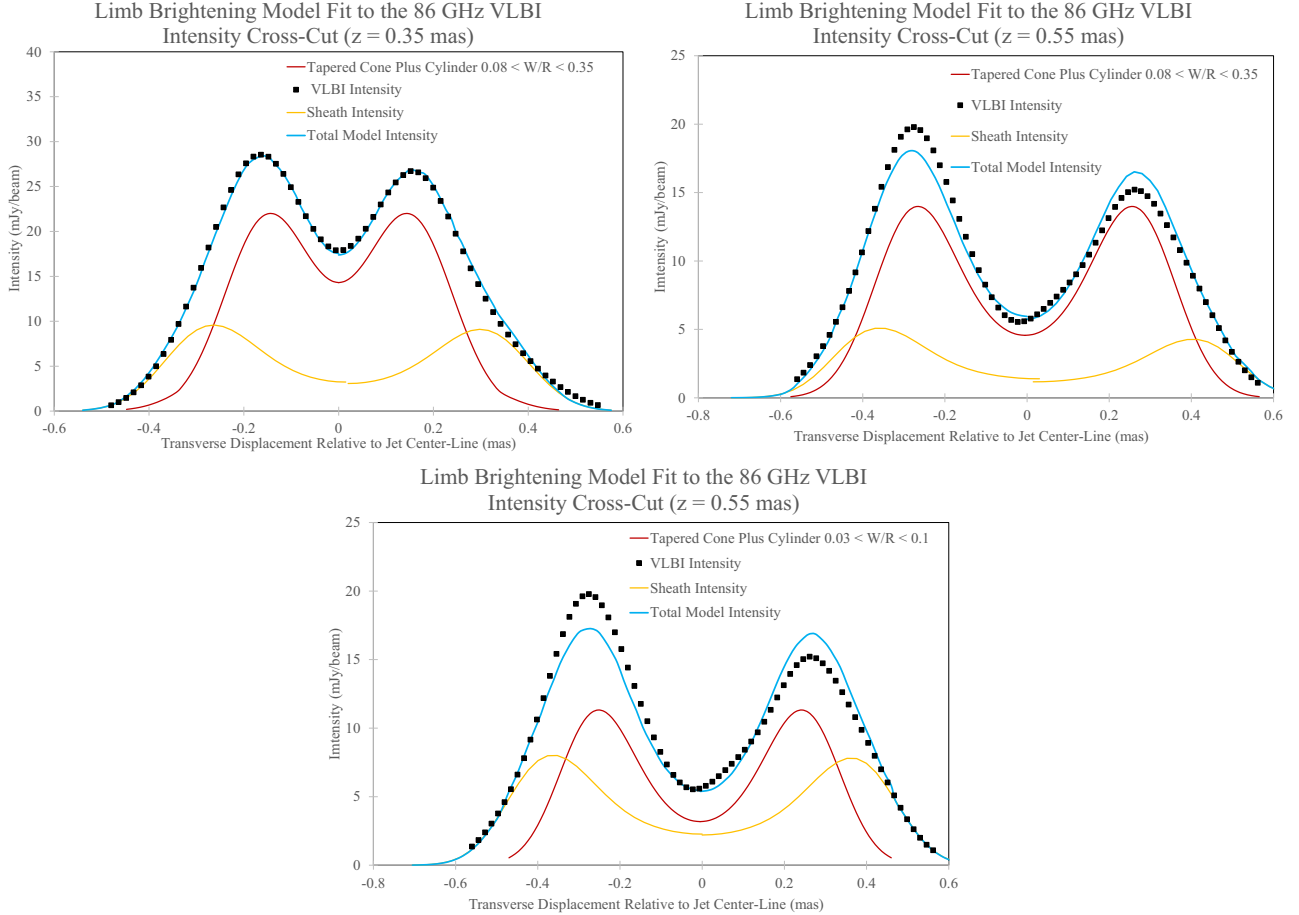 Limb Brightening Model Fit to the 86 GHz VLBI
Intensity Cross-Cut (z = 0.35 mas)
40
35
30
25
20
15
10
5
0
Intensity (mJy/beam)
Tapered Cone Plus Cylinder 0.08 < W/R < 0.35
VLBI Intensity
Sheath Intensity
Total Model Intensity
-0.6
-0.4
-0.2
0
0.2
0.4
0.6
Transverse Displacement Relative to Jet Center-Line (mas)
Limb Brightening Model Fit to the 86 GHz VLBI
Intensity Cross-Cut (z = 0.55 mas)
25
20
15
10
5
0
Imtensity (mJy/beam)
Tapered Cone Plus Cylinder 0.08 < W/R < 0.35
VLBI Intensity
Sheath Intensity
Total Model Intensity
-0.8
-0.6
-0.4
-0.2
0
0.2
0.4
0.6
Transverse Displacement Relative to Jet Center-Line (mas)
Limb Brightening Model Fit to the 86 GHz VLBI
Intensity Cross-Cut (z = 0.55 mas)
25
20
15
10
5
0
Imtensity (mJy/beam)
Tapered Cone Plus Cylinder 0.03 < W/R < 0.1
VLBI Intensity
Sheath Intensity
Total Model Intensity
-0.8
-0.6
-0.4
-0.2
0
0.2
0.4
0.6
Transverse Displacement Relative to Jet Center-Line (mas)